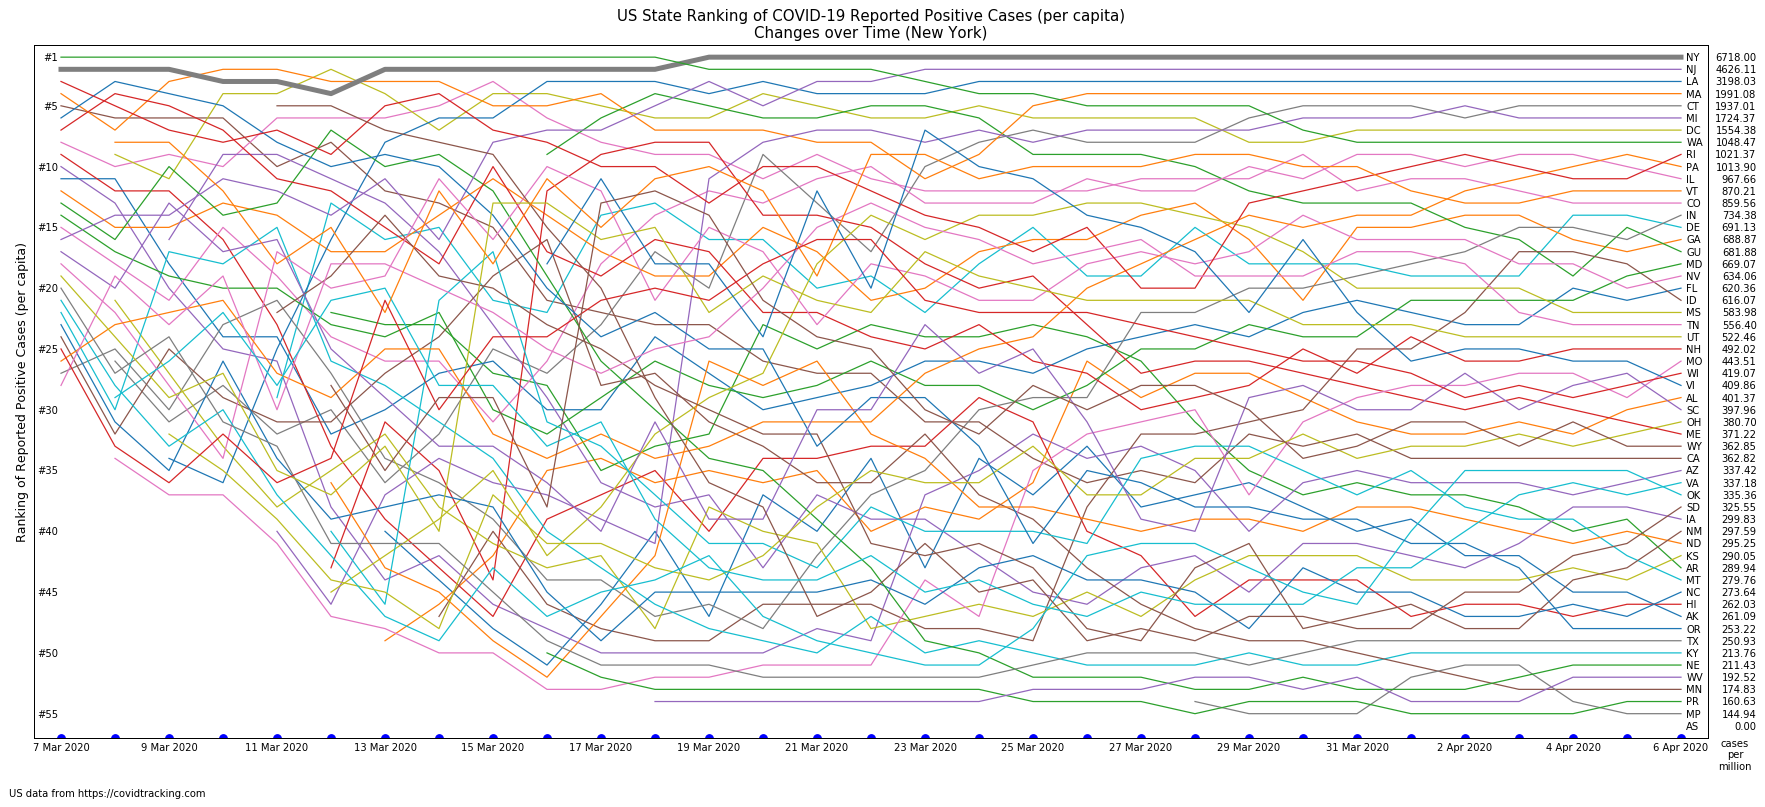 US State Ranking of COVID-19 Reported Positive Cases (per capita)
Changes over Time (New York)
Ranking of Reported Positive Cases (per capita)
#1
#5
#10
#15
#20
#25
#30
#35
#40
#45
#50
#55
NY 6718.00
NJ 4626.11
LA 3198.03
MA 1991.08
CT 1937.01
MI 1724.37
DC 1554.38
WA 1048.47
RI 1021.37
PA 1013.90
IL 967.66
VT 870.21
CO 859.56
IN 734.38
DE 691.13
GA 688.87
GU 681.88
MD 669.07
NV 634.06
FL 620.36
ID 616.07
MS 583.98
TN 556.40
UT 522.46
NH 492.02
MO 443.51
WI 419.07
VI 409.86
AL 401.37
SC 397.96
OH 380.70
ME 371.22
WY 362.85
CA 362.82
AZ 337.42
VA 337.18
OK 335.36
SD 325.55
IA 299.83
NM 297.59
ND 295.25
KS 290.05
AR 289.94
MT 279.76
NC 273.64
HI 262.03
AK 261.09
OR 253.22
TX 250.93
KY 213.76
NE 211.43
WV 192.52
MN 174.83
PR 160.63
MP 144.94
AS 0.00
7 Mar 2020 9 Mar 2020 11 Mar 2020 13 Mar 2020 15 Mar 2020 17 Mar 2020 19 Mar 2020 21 Mar 2020 23 Mar 2020 25 Mar 2020 27 Mar 2020 29 Mar 2020 31 Mar 2020 2 Apr 2020 4 Apr 2020 6 Apr 2020
cases
per
million
US data from https://covidtracking.com